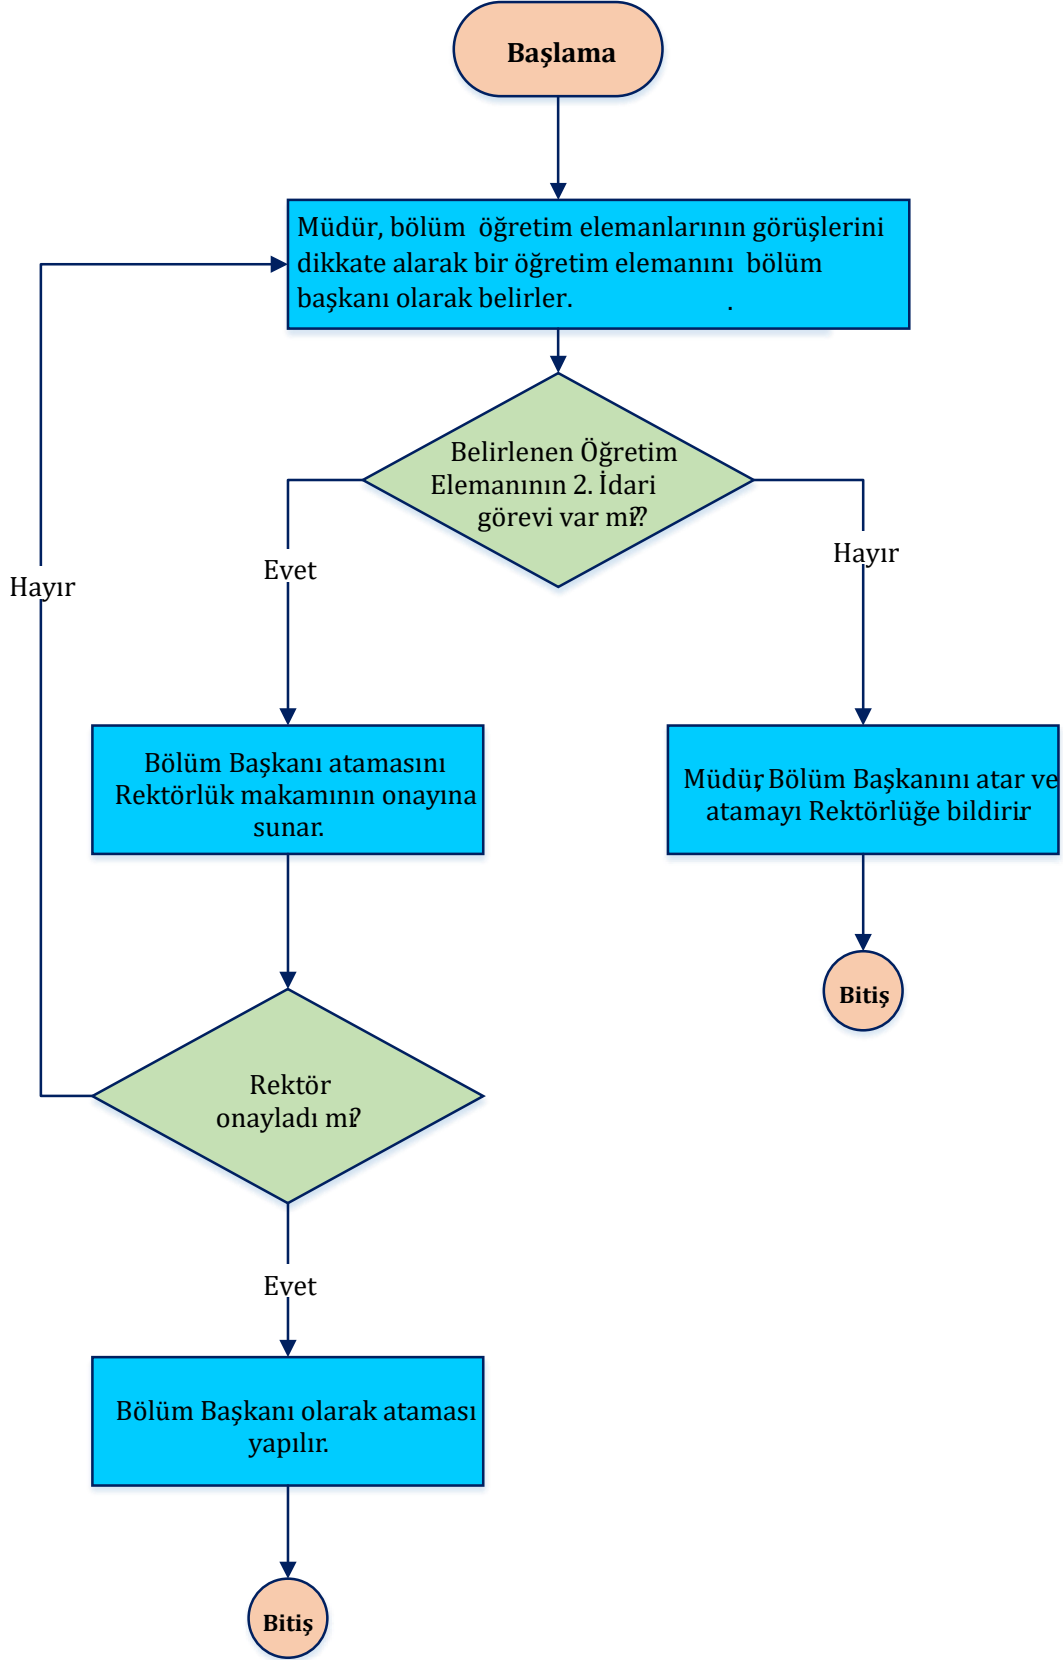 Başlama
Müdür, bölüm öğretim elemanlarının görüşlerini
dikkate alarak bir öğretim elemanını bölüm
başkanı olarak belirler. .
Belirlenen Öğretim
Elemanının 2. İdari
görevi var mı??
Evet
Hayır
Hayır
Bölüm Başkanı atamasını
Rektörlük makamının onayına
sunar.
Müdür, Bölüm Başkanını atar ve
atamayı Rektörlüğe bildirir.
Bitiş
Rektör
onayladı mı?
Evet
Bölüm Başkanı olarak ataması
yapılır.
Bitiş